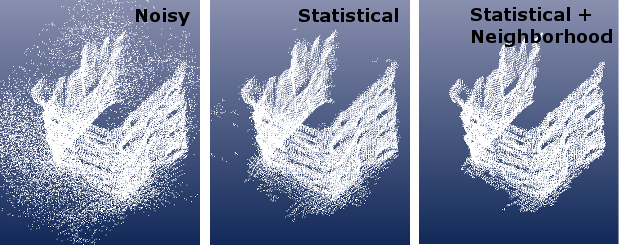 Noisy
Statistical
Statistical +
Neighborhood